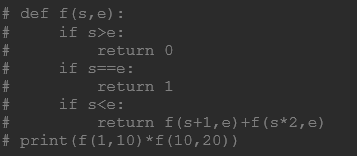 # def f(s,e):
#     if s>e:
#         return 0
#     if s==e:
#         return 1
#     if s<e:
#         return f(s+1,e)+f(s*2,e)
# print(f(1,10)*f(10,20))